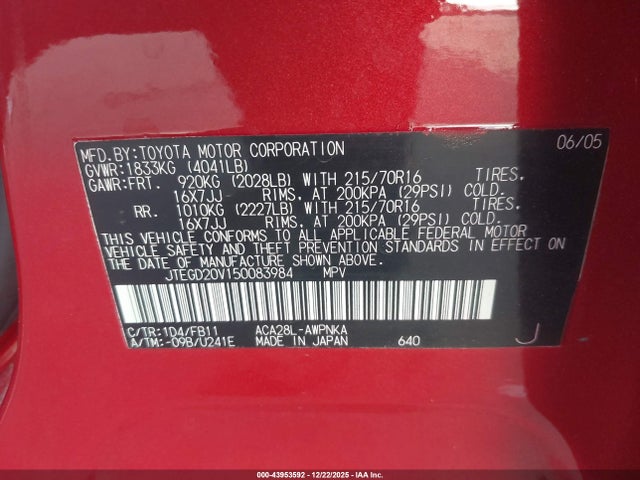 MFD.BY:TOYOTA MOTOR CORPORATION 06/05
GVWR:1833KG (4041LB)
GAWR:FRT. 920KG (2028LB) WITH 215/70R16 TIRES.
16X7JJ RIMS, AT 200KPA (29PSI) COLD.
RR. 1010KG (2227LB) WITH 215/70R16 TIRES.
16X7JJ RIMS, AT 200KPA (29PSI) COLD.
THIS VEHICLE CONFORMS TO ALL APPLICABLE FEDERAL MOTOR
VEHICLE SAFETY AND THEFT PREVENTION STANDARDS IN EFFECT ON
THE DATE OF MANUFACTURE SHOWN ABOVE.
JTEGD20V150083984 MPV
C/TR:1D4/FB11 ACA28L-AWPNKA
A/TM:-09B/U241E MADE IN JAPAN 640 J
000-43953592 - 12/22/2025 - IAA Inc.